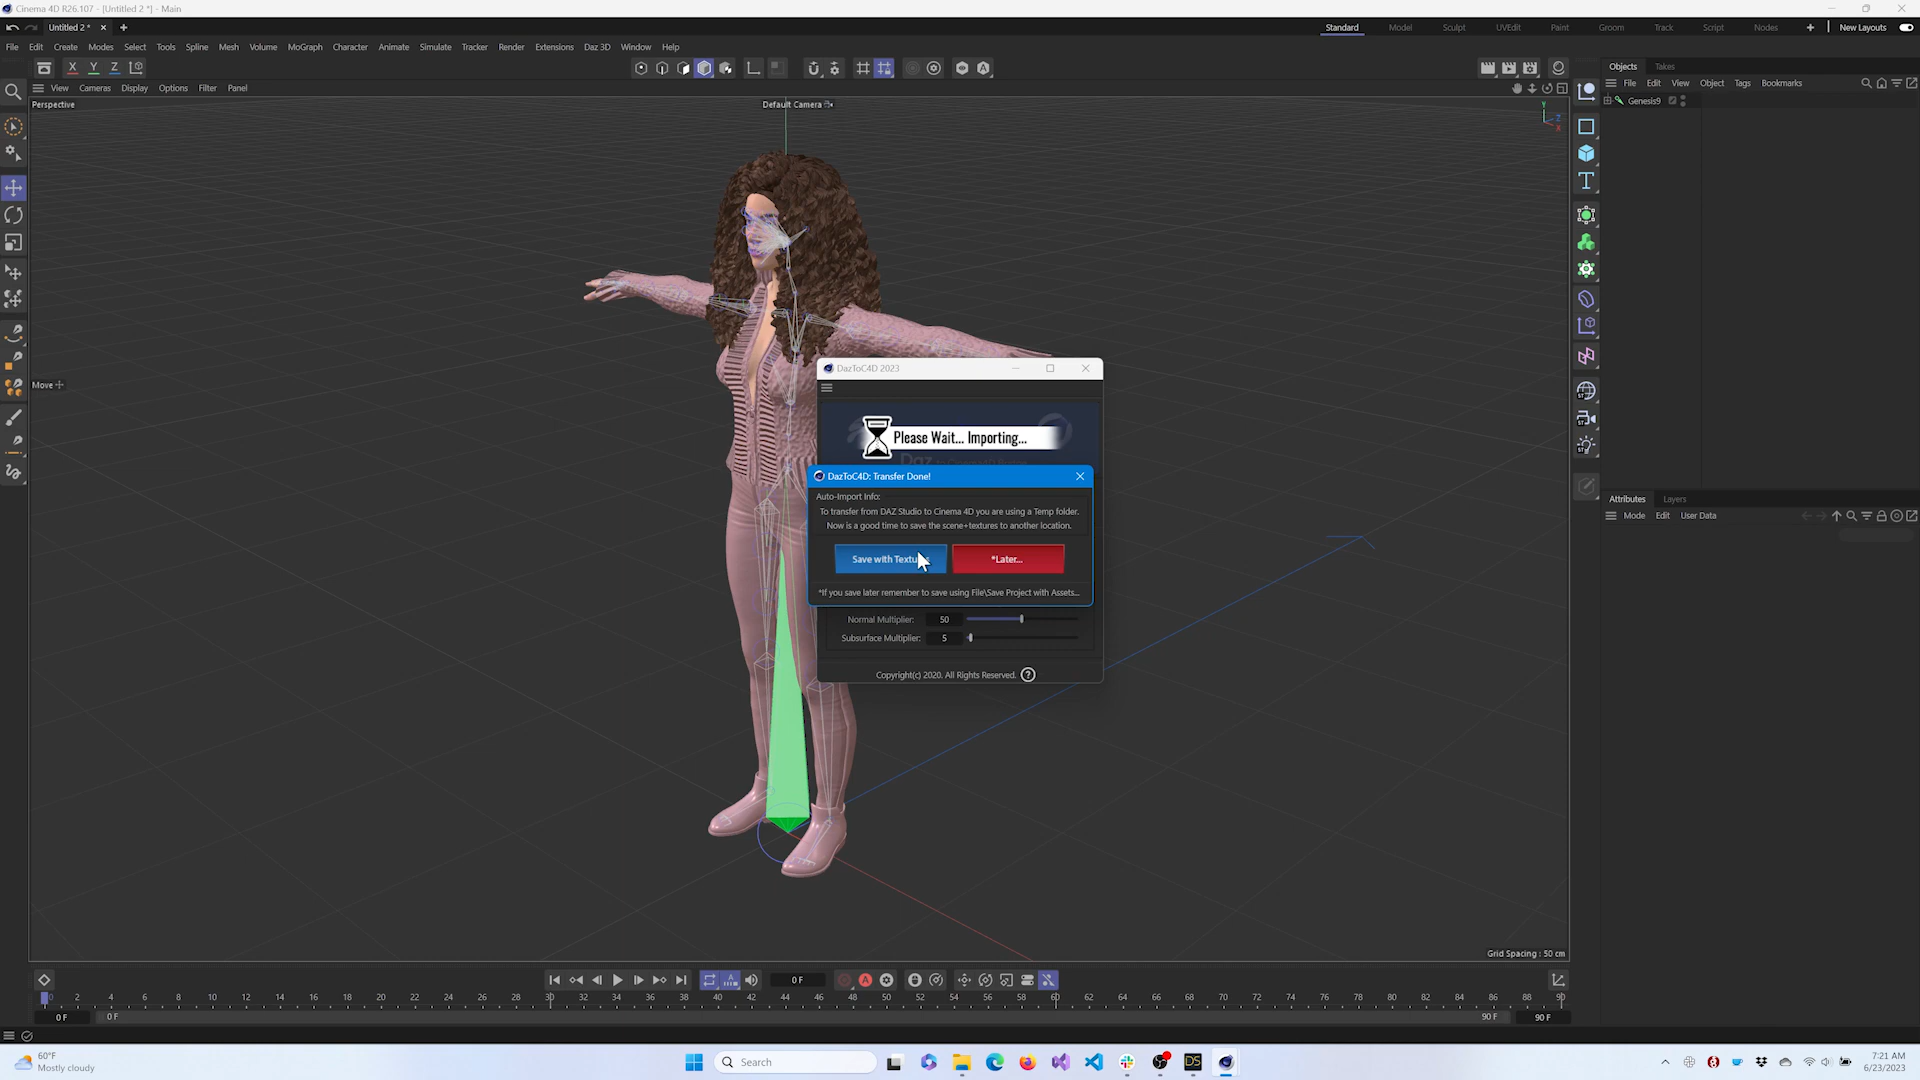 Cinema 4D R26.107 - [Untitled 2 *] - Main
Untitled 2 *
Standard Model Sculpt UVEdit Paint Groom Track Script Nodes New Layouts
File Edit Create Modes Select Tools Spline Mesh Volume MoGraph Character Animate Simulate Tracker Render Extensions Daz 3D Window Help
X Y Z
Objects Takes
File Edit View Object Tags Bookmarks
View Cameras Display Options Filter Panel
Perspective
Default Camera
Genesis9
Y
Z
X
Move
DazToC4D 2023
Please Wait... Importing...
DazToC4D: Transfer Done!
Auto-Import Info:
To transfer from DAZ Studio to Cinema 4D you are using a Temp folder.
Now is a good time to save the scene+textures to another location.
Save with Textu
*Later...
*If you save later remember to save using File\Save Project with Assets...
Normal Multiplier: 50
Subsurface Multiplier: 5
Copyright(c) 2020. All Rights Reserved.
Attributes Layers
Mode Edit User Data
Grid Spacing : 50 cm
0 F
0 2 4 6 8 10 12 14 16 18 20 22 24 26 28 30 32 34 36 38 40 42 44 46 48 50 52 54 56 58 60 62 64 66 68 70 72 74 76 78 80 82 84 86 88 90
0 F 0 F 90 F 90 F
60°F
Mostly cloudy
Search
DS
7:21 AM
6/23/2023